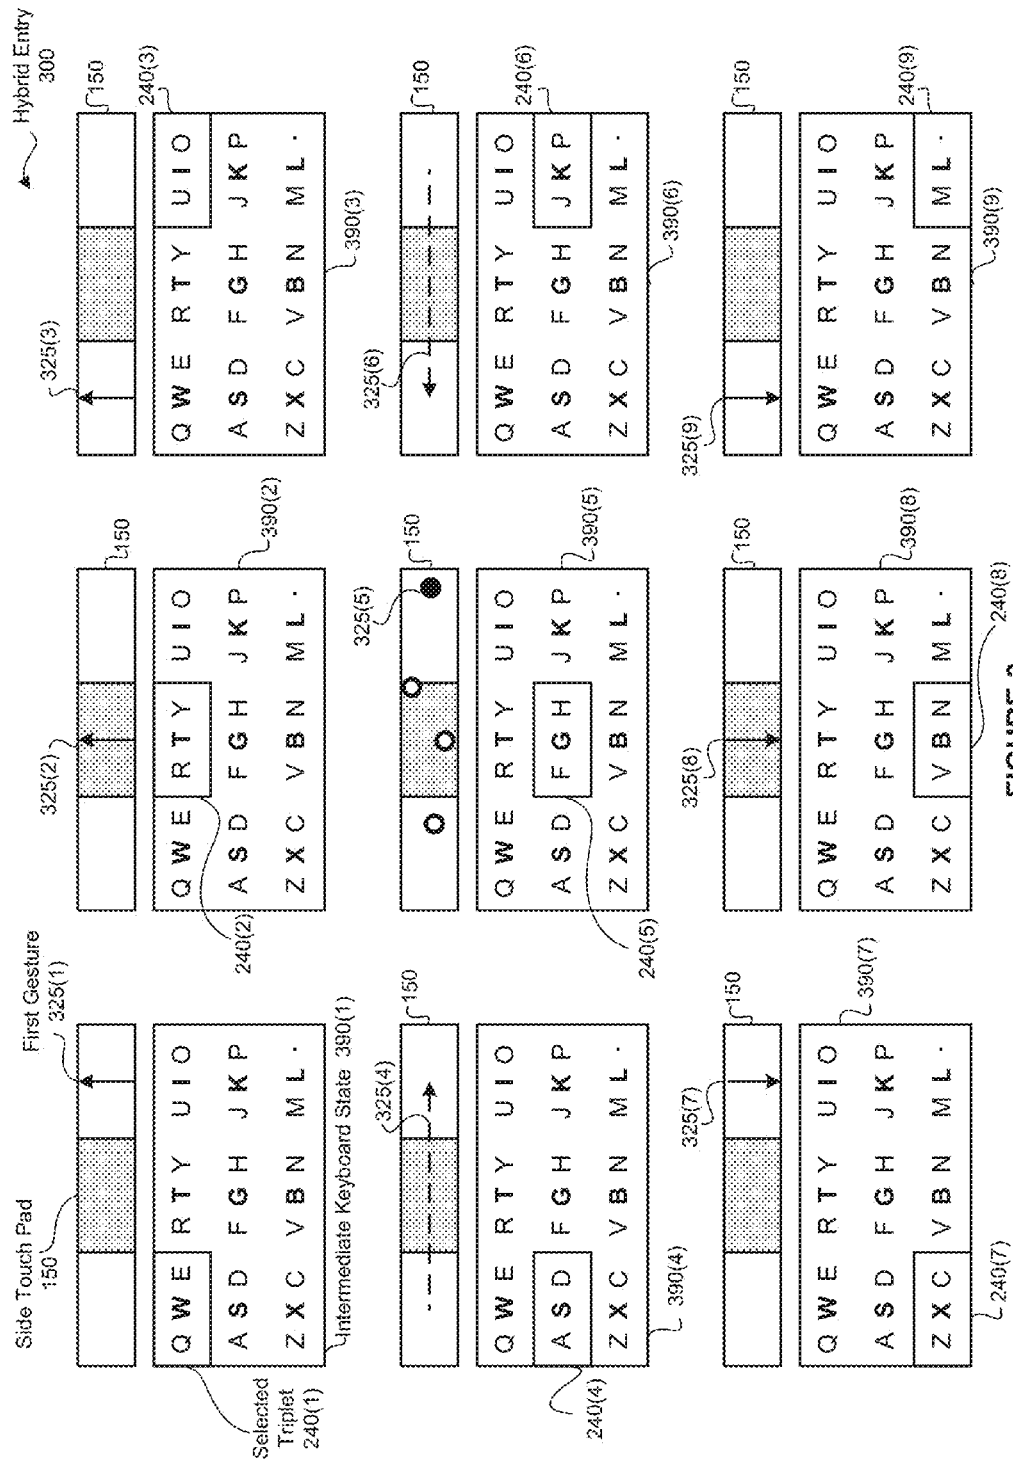 Hybrid Entry
300
Side Touch Pad
150
First Gesture
325(1)
325(2)
325(3)
150
150
240(3)
Q W E R T Y U I O
A S D F G H J K P
Z X C V B N M L .
Q W E R T Y U I O
A S D F G H J K P
Z X C V B N M L .
Q W E R T Y U I O
A S D F G H J K P
Z X C V B N M L .
Selected
Triplet
240(1)
Intermediate Keyboard State 390(1)
240(2)
390(2)
390(3)
325(4)
150
325(5)
150
325(6)
150
240(6)
Q W E R T Y U I O
A S D F G H J K P
Z X C V B N M L .
Q W E R T Y U I O
A S D F G H J K P
Z X C V B N M L .
Q W E R T Y U I O
A S D F G H J K P
Z X C V B N M L .
240(4)
390(4)
240(5)
390(5)
390(6)
325(7)
150
325(8)
150
325(9)
150
240(9)
Q W E R T Y U I O
A S D F G H J K P
Z X C V B N M L .
Q W E R T Y U I O
A S D F G H J K P
Z X C V B N M L .
Q W E R T Y U I O
A S D F G H J K P
Z X C V B N M L .
240(7)
390(7)
390(8)
240(8)
390(9)